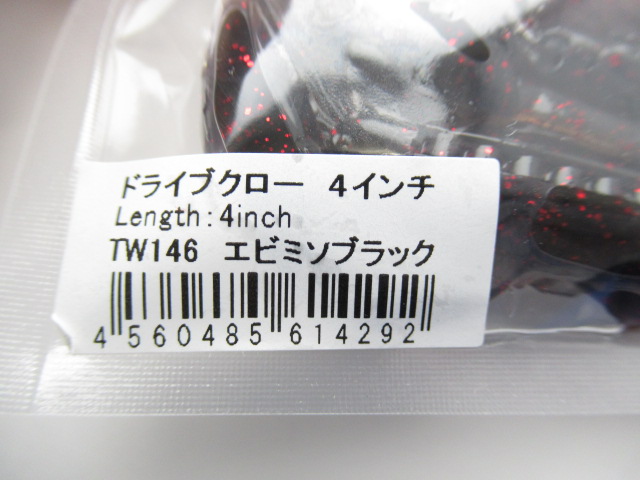 ドライブクロー　4インチ
Length：4inch
TW146　エビミソブラック
4 560485 614292